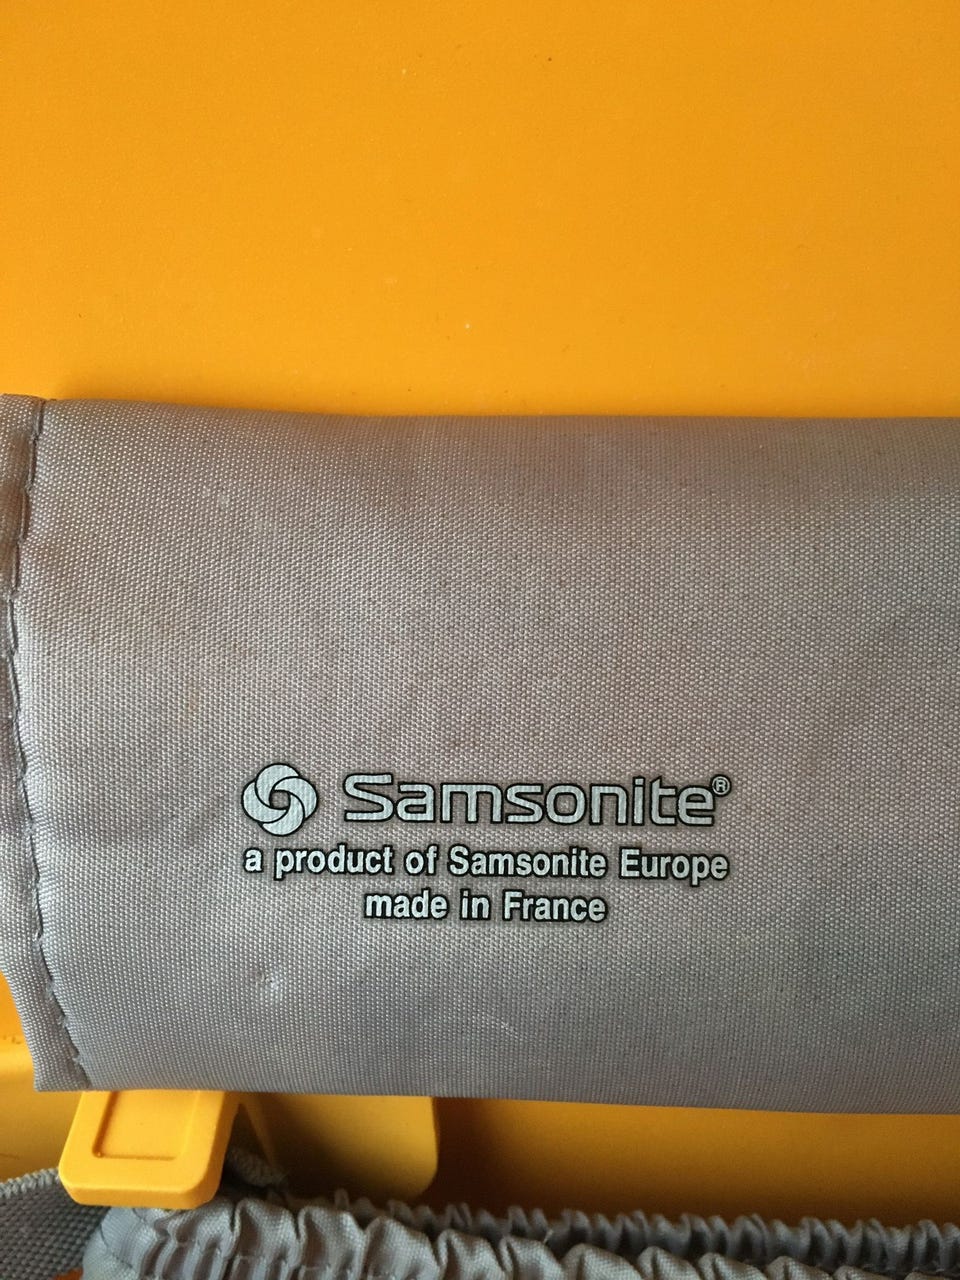 Samsonite®
a product of Samsonite Europe
made in France